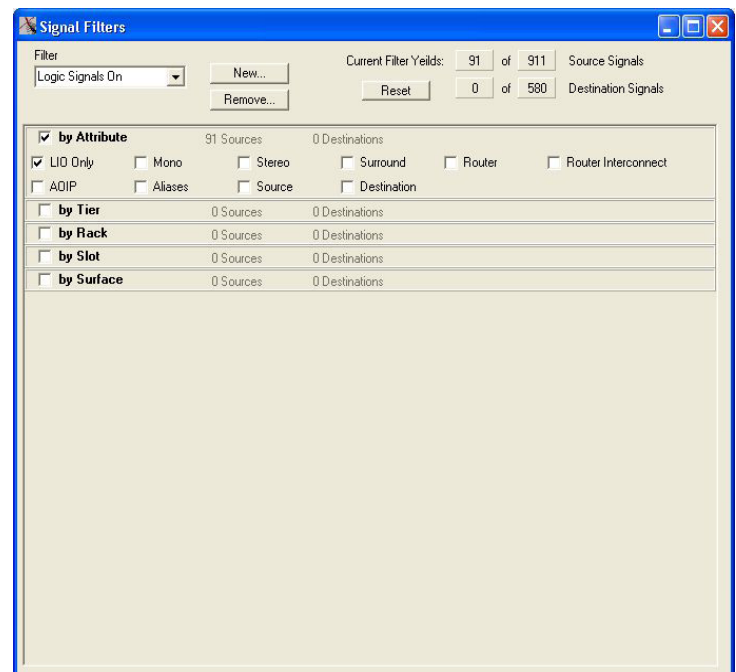 Signal Filters
Filter
Logic Signals On
New...
Remove...
Current Filter Yeilds: 91 of 911 Source Signals
Reset 0 of 580 Destination Signals
by Attribute 91 Sources 0 Destinations
LIO Only Mono Stereo Surround Router Router Interconnect
AOIP Aliases Source Destination
by Tier 0 Sources 0 Destinations
by Rack 0 Sources 0 Destinations
by Slot 0 Sources 0 Destinations
by Surface 0 Sources 0 Destinations